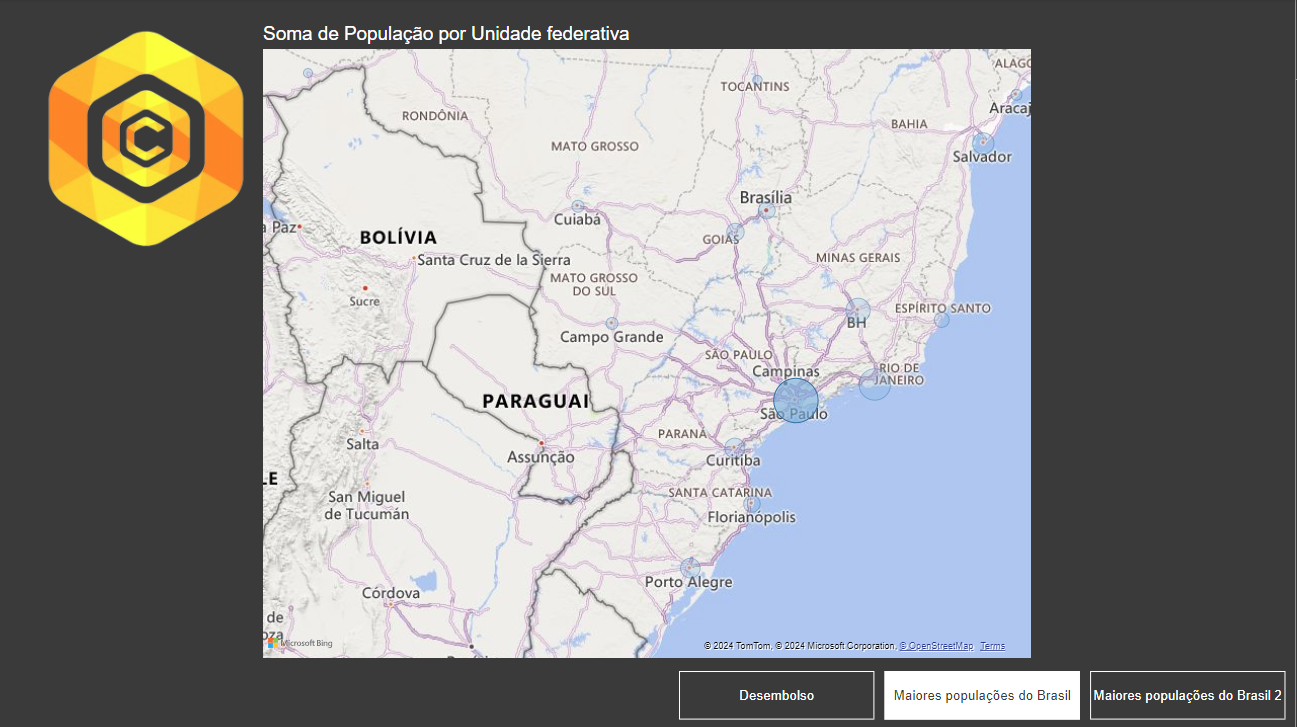 Soma de População por Unidade federativa
ALAGO
TOCANTINS
Aracaj
RONDÔNIA
BAHIA
MATO GROSSO
Salvador
Brasília
Cuiabá
a Paz
BOLÍVIA
GOIÁS
Santa Cruz de la Sierra
MINAS GERAIS
MATO GROSSO
DO SUL
Sucre
ESPÍRITO SANTO
BH
Campo Grande
SÃO PAULO
RIO DE
JANEIRO
Campinas
PARAGUAI
São Paulo
PARANÁ
Salta
Assunção
Curitiba
LE
SANTA CATARINA
San Miguel
de Tucumán
Florianópolis
Porto Alegre
Córdova
de
oza
Microsoft Bing
© 2024 TomTom, © 2024 Microsoft Corporation, © OpenStreetMap Terms
Desembolso
Maiores populações do Brasil
Maiores populações do Brasil 2